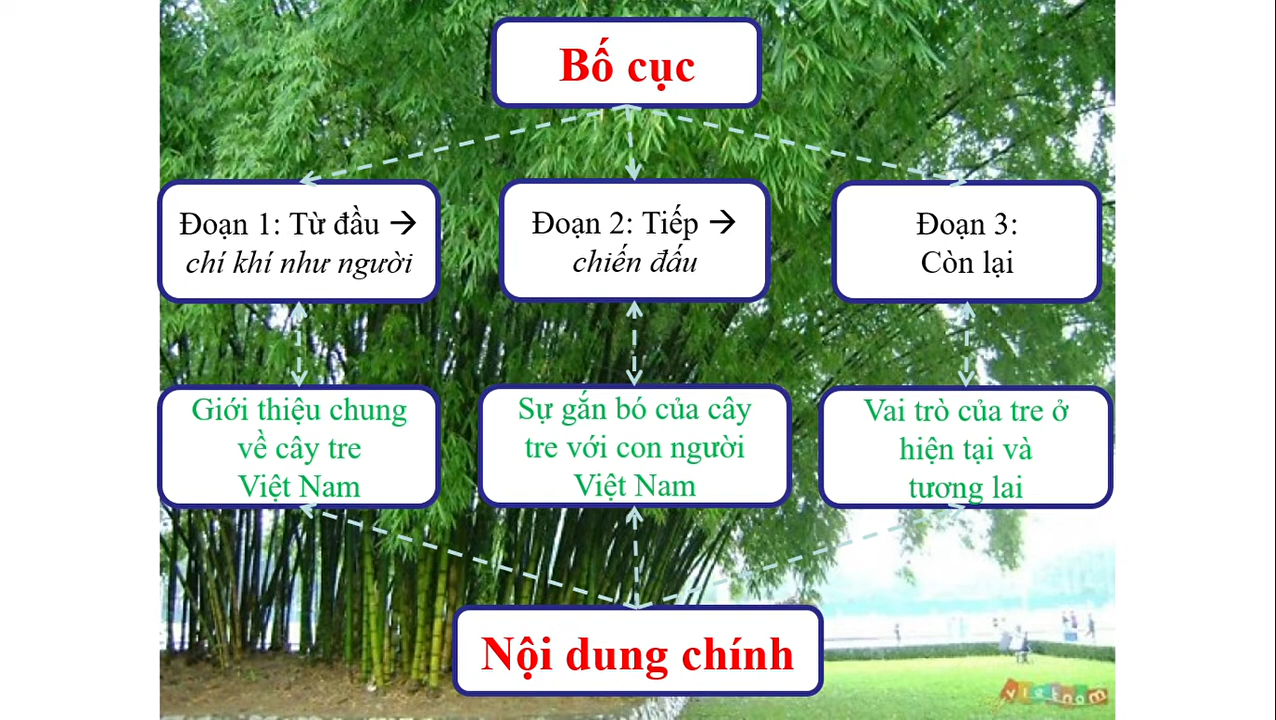 Bố cục
Đoạn 1: Từ đầu →
chí khí như người
Đoạn 2: Tiếp →
chiến đấu
Đoạn 3:
Còn lại
Giới thiệu chung
về cây tre
Việt Nam
Sự gắn bó của cây
tre với con người
Việt Nam
Vai trò của tre ở
hiện tại và
tương lai
Nội dung chính
vietnam